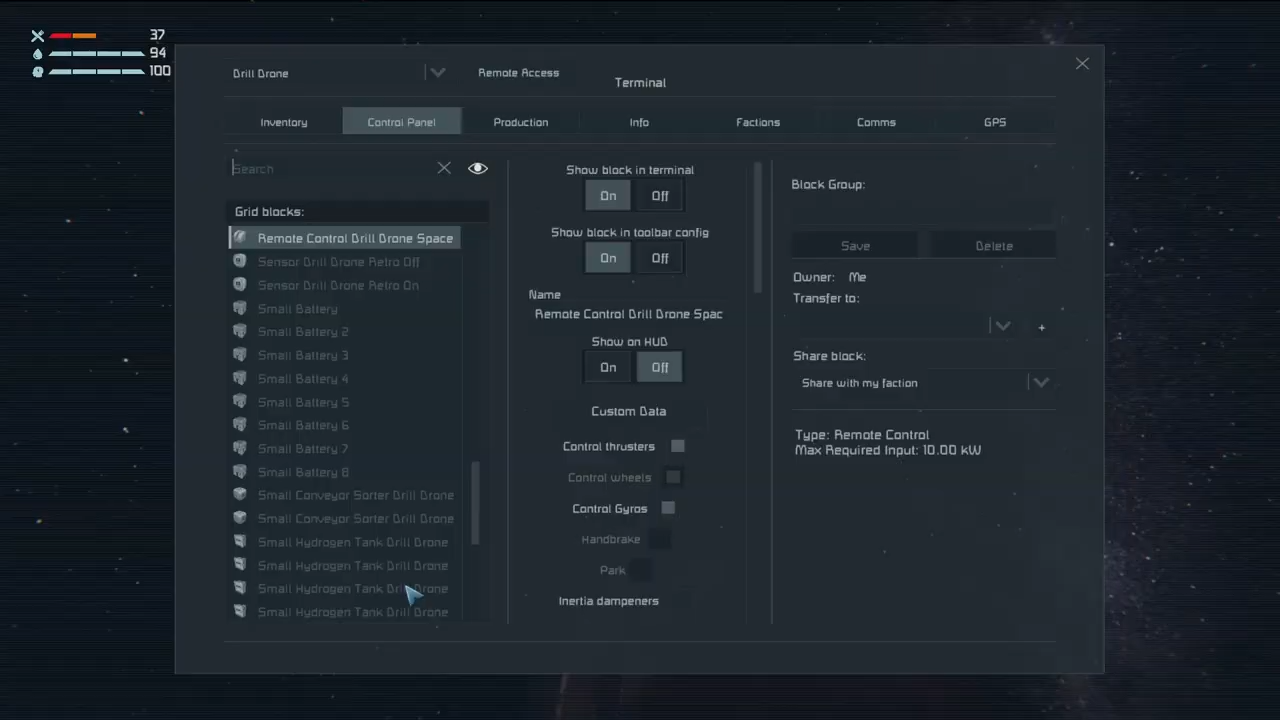 37
94
100
Drill Drone
Remote Access
Terminal
Inventory
Control Panel
Production
Info
Factions
Comms
GPS
Search
Grid blocks:
Remote Control Drill Drone Space
Sensor Drill Drone Retro Off
Sensor Drill Drone Retro On
Small Battery
Small Battery 2
Small Battery 3
Small Battery 4
Small Battery 5
Small Battery 6
Small Battery 7
Small Battery 8
Small Conveyor Sorter Drill Drone
Small Conveyor Sorter Drill Drone
Small Hydrogen Tank Drill Drone
Small Hydrogen Tank Drill Drone
Small Hydrogen Tank Drill Drone
Small Hydrogen Tank Drill Drone
Show block in terminal
On Off
Show block in toolbar config
On Off
Name
Remote Control Drill Drone Spac
Show on HUD
On Off
Custom Data
Control thrusters
Control wheels
Control Gyros
Handbrake
Park
Inertia dampeners
Block Group:
Save Delete
Owner: Me
Transfer to:
+
Share block:
Share with my faction
Type: Remote Control
Max Required Input: 10.00 kW